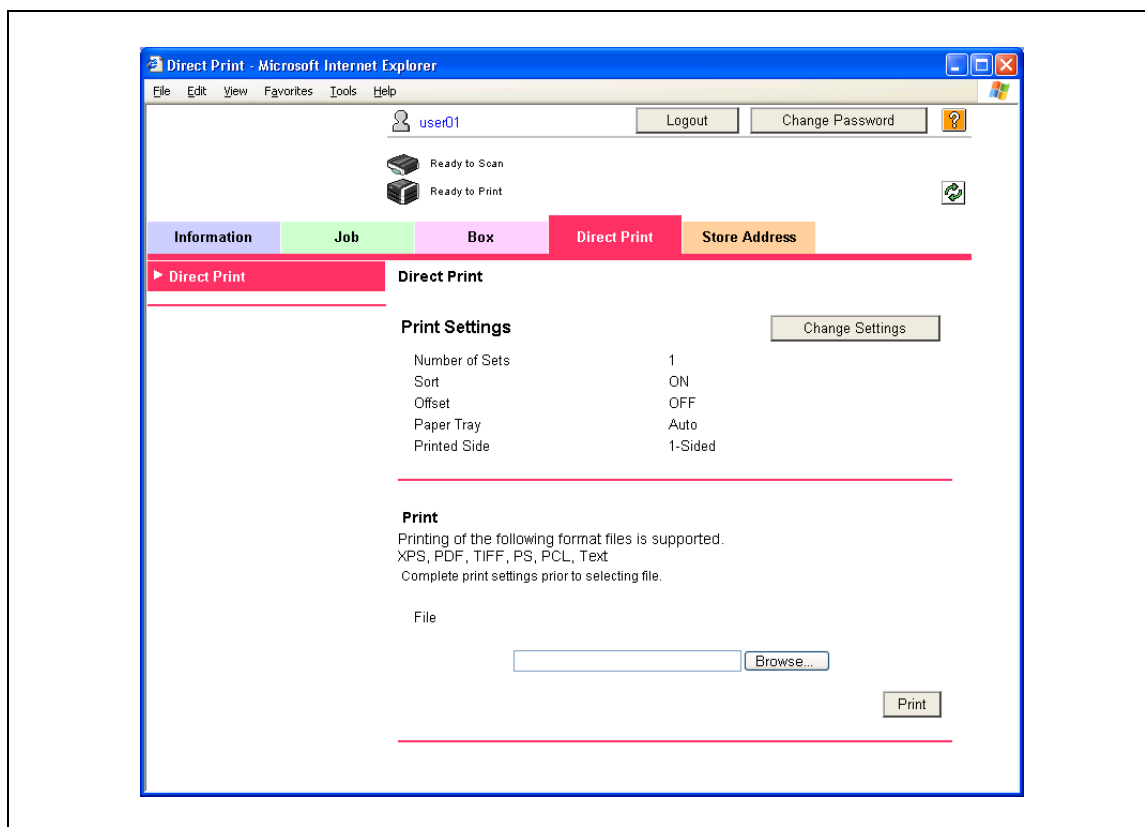 Direct Print - Microsoft Internet Explorer
File Edit View Favorites Tools Help
user01 Logout Change Password ?
Ready to Scan
Ready to Print
Information Job Box Direct Print Store Address
Direct Print
Direct Print
Print Settings Change Settings
Number of Sets 1
Sort ON
Offset OFF
Paper Tray Auto
Printed Side 1-Sided
Print
Printing of the following format files is supported.
XPS, PDF, TIFF, PS, PCL, Text
Complete print settings prior to selecting file.
File
Browse...
Print